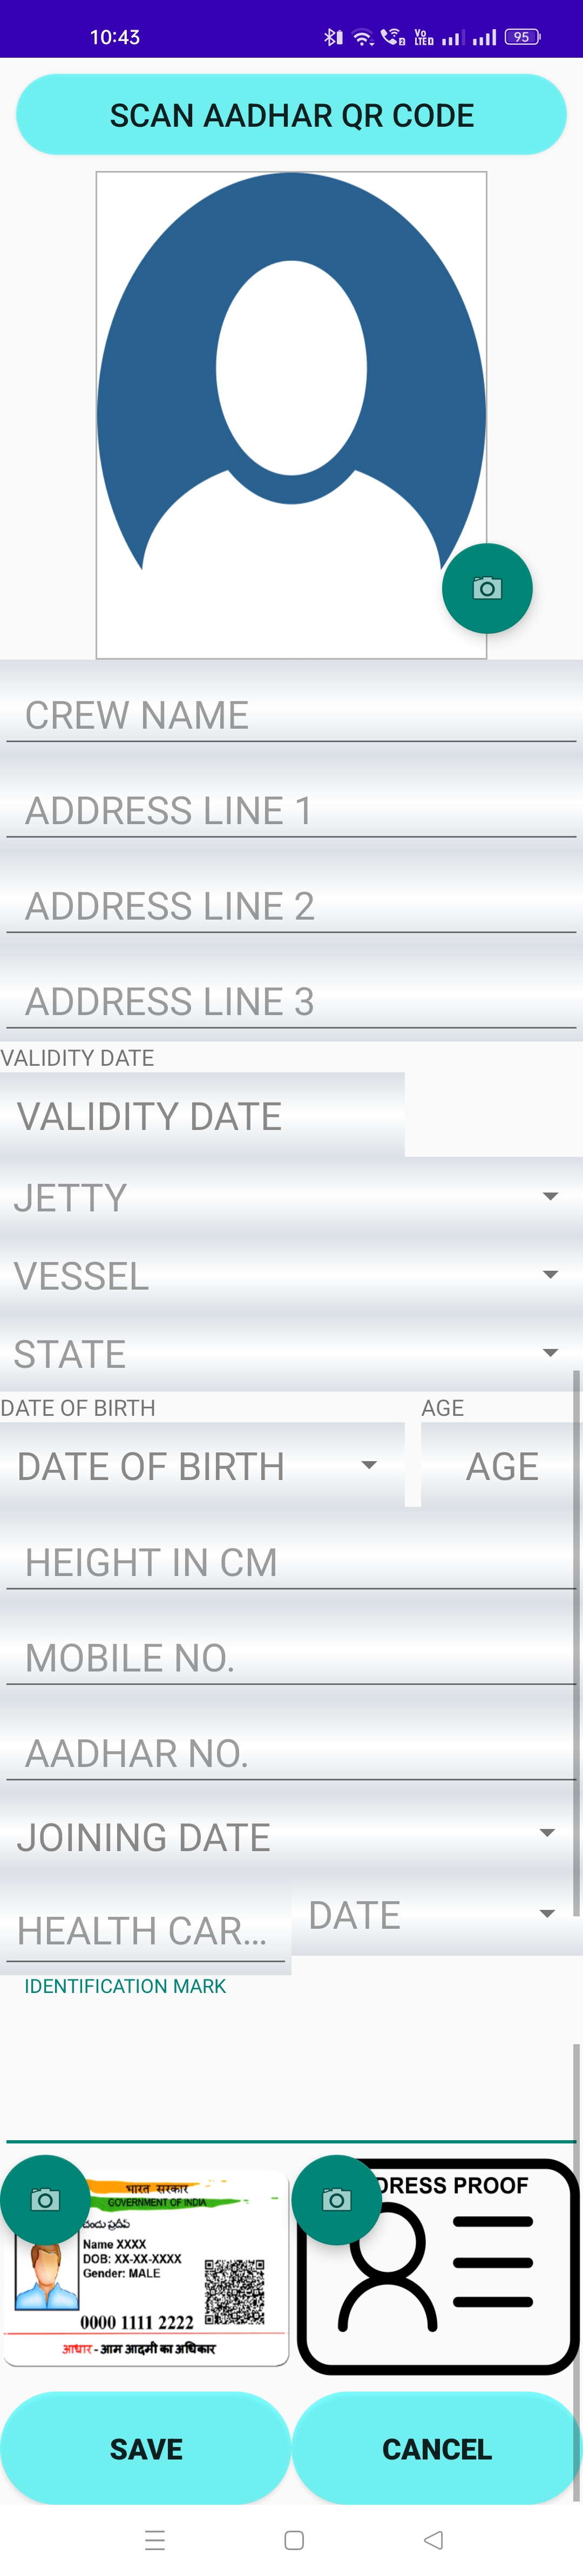 10:43
Vo
LTED
95
SCAN AADHAR QR CODE
CREW NAME
ADDRESS LINE 1
ADDRESS LINE 2
ADDRESS LINE 3
VALIDITY DATE
VALIDITY DATE
JETTY
VESSEL
STATE
DATE OF BIRTH AGE
DATE OF BIRTH AGE
HEIGHT IN CM
MOBILE NO.
AADHAR NO.
JOINING DATE
HEALTH CAR... DATE
IDENTIFICATION MARK
भारत सरकार
GOVERNMENT OF INDIA
Name XXXX
DOB: XX-XX-XXXX
Gender: MALE
0000 1111 2222
आधार - आम आदमी का अधिकार
DRESS PROOF
SAVE CANCEL